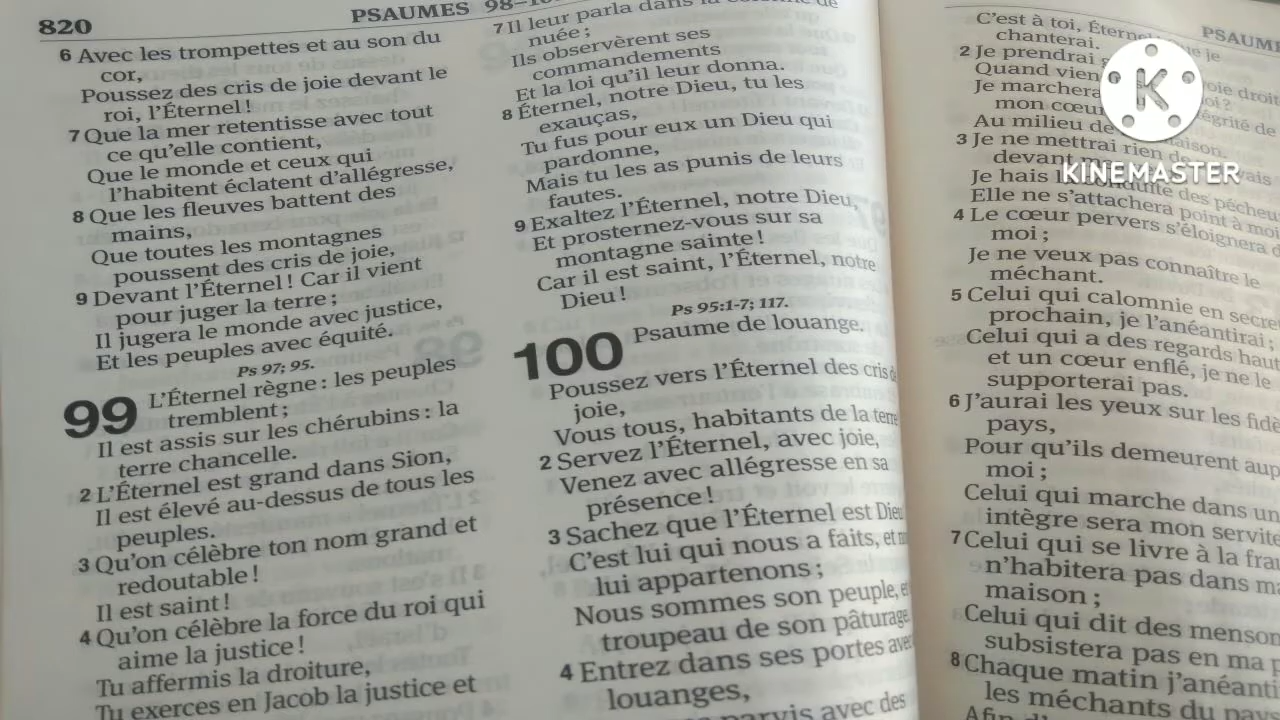 820
PSAUMES 98-10
6 Avec les trompettes et au son du
cor,
Poussez des cris de joie devant le
roi, l'Éternel!
7 Que la mer retentisse avec tout
ce qu'elle contient,
Que le monde et ceux qui
l'habitent éclatent d'allégresse,
8 Que les fleuves battent des
mains,
Que toutes les montagnes
poussent des cris de joie,
9 Devant l'Éternel! Car il vient
pour juger la terre;
Il jugera le monde avec justice,
Et les peuples avec équité.
Ps 97; 95.
99 L'Éternel règne: les peuples
tremblent;
Il est assis sur les chérubins: la
terre chancelle.
2 L'Éternel est grand dans Sion,
Il est élevé au-dessus de tous les
peuples.
3 Qu'on célèbre ton nom grand et
redoutable!
Il est saint!
4 Qu'on célèbre la force du roi qui
aime la justice!
Tu affermis la droiture,
Tu exerces en Jacob la justice et
7 Il leur parla dans la colonne de
nuée;
Ils observèrent ses
commandements
Et la loi qu'il leur donna.
8 Éternel, notre Dieu, tu les
exauças,
Tu fus pour eux un Dieu qui
pardonne,
Mais tu les as punis de leurs
fautes.
9 Exaltez l'Éternel, notre Dieu,
Et prosternez-vous sur sa
montagne sainte!
Car il est saint, l'Éternel, notre
Dieu!
Ps 95:1-7; 117.
100 Psaume de louange.
Poussez vers l'Éternel des cris de
joie,
Vous tous, habitants de la terre
2 Servez l'Éternel, avec joie,
Venez avec allégresse en sa
présence!
3 Sachez que l'Éternel est Dieu
C'est lui qui nous a faits, et
lui appartenons;
Nous sommes son peuple, et
troupeau de son pâturage
4 Entrez dans ses portes avec
louanges,
parvis avec des
PSAUM
C'est à toi, Éternel, que je
chanterai.
2 Je prendrai voie droit
Quand vien moi?
Je marchera
mon cœur
Au milieu de maison.
3 Je ne mettrai rien de
devant
Je hais la conduite des pécheu
Elle ne s'attachera point à moi
4 Le cœur pervers s'éloignera d
moi;
Je ne veux pas connaître le
méchant.
5 Celui qui calomnie en secre
prochain, je l'anéantirai;
Celui qui a des regards haut
et un cœur enflé, je ne le
supporterai pas.
6 J'aurai les yeux sur les fidè
pays,
Pour qu'ils demeurent aup
moi;
Celui qui marche dans un
intègre sera mon servite
7 Celui qui se livre à la frau
n'habitera pas dans m
maison;
Celui qui dit des menson
subsistera pas en ma p
8 Chaque matin j'anéanti
les méchants du pays
Afin d'
K
KINEMASTER